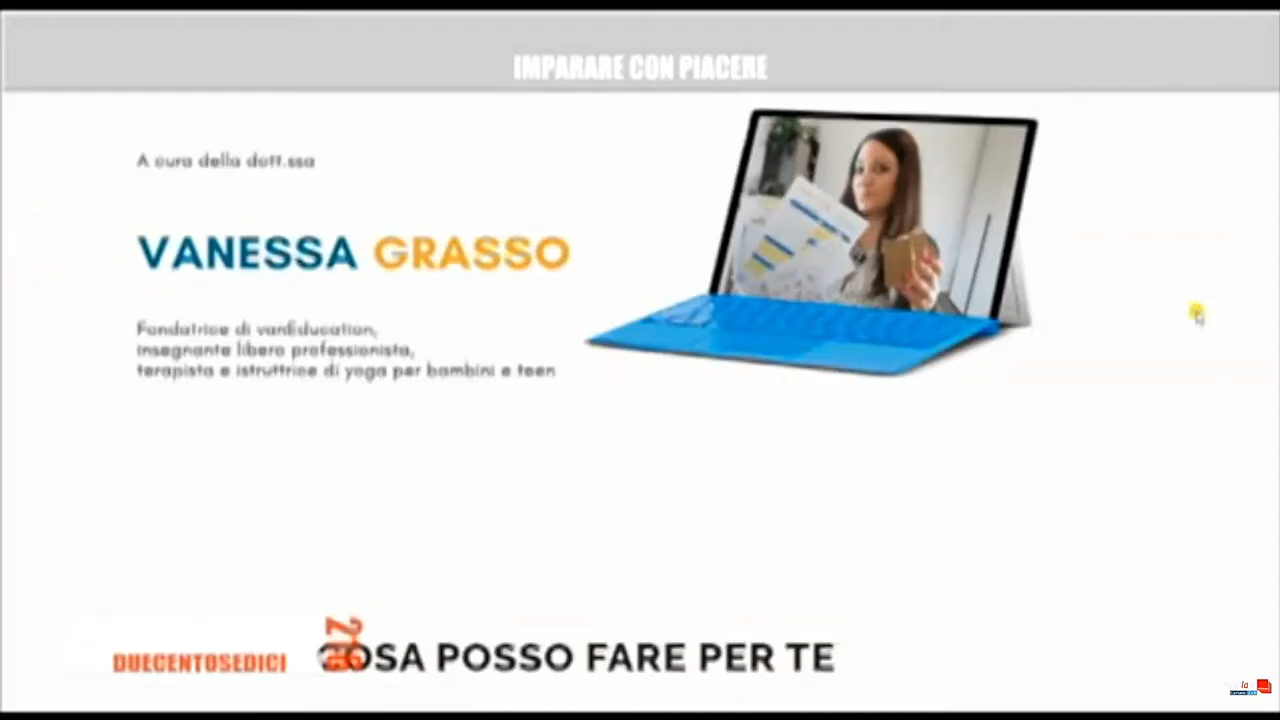 IMPARARE CON PIACERE
A cura della dott.ssa
VANESSA GRASSO
Fondatrice di vanEducation,
insegnante libero professionista,
terapista e istruttrice di yoga per bambini e teen
DUECENTOSEDICI
COSA POSSO FARE PER TE
la